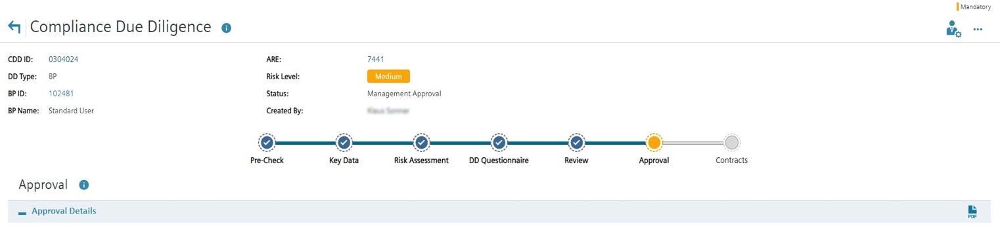 Mandatory
Compliance Due Diligence
CDD ID: 0304024 ARE: 7441
DD Type: BP Risk Level: Medium
BP ID: 102481 Status: Management Approval
BP Name: Standard User Created By:
Pre-Check Key Data Risk Assessment DD Questionnaire Review Approval Contracts
Approval
Approval Details
PDF